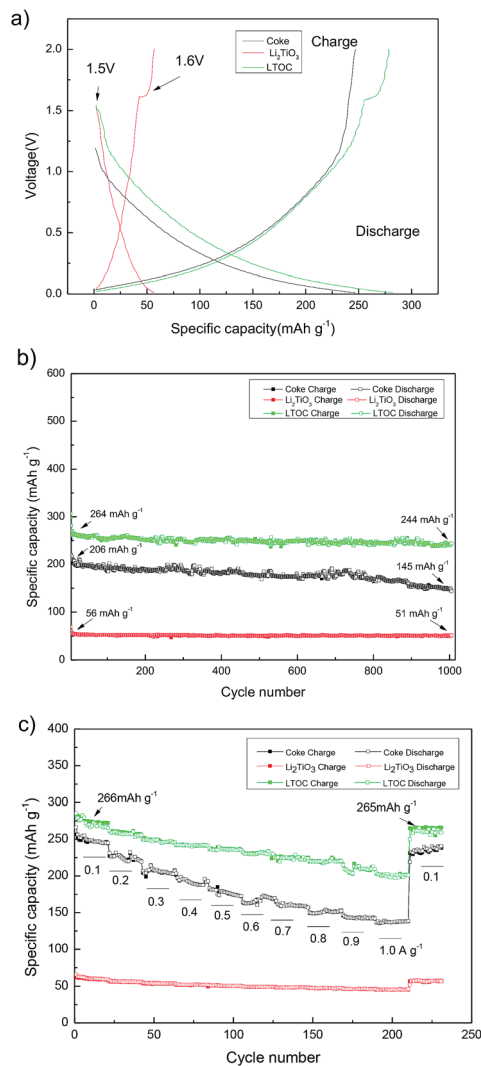 a)
Coke
Li2TiO3
LTOC
Charge
1.5V
1.6V
Discharge
2.0
1.5
1.0
0.5
0.0
Voltage(V)
0 50 100 150 200 250 300
Specific capacity(mAh g-1)
b)
Coke Charge Coke Discharge
Li2TiO3 Charge Li2TiO3 Discharge
LTOC Charge LTOC Discharge
600
500
400
300
200
100
0
Specific capacity (mAh g-1)
264 mAh g-1
244 mAh g-1
206 mAh g-1
145 mAh g-1
56 mAh g-1
51 mAh g-1
200 400 600 800 1000
Cycle number
c)
Coke Charge Coke Discharge
Li2TiO3 Charge Li2TiO3 Discharge
LTOC Charge LTOC Discharge
400
350
300
250
200
150
100
50
0
Specific capacity (mAh g-1)
266mAh g-1
265mAh g-1
0.1
0.2
0.3
0.4
0.5
0.6
0.7
0.8
0.9
1.0 A g-1
0.1
0 50 100 150 200 250
Cycle number